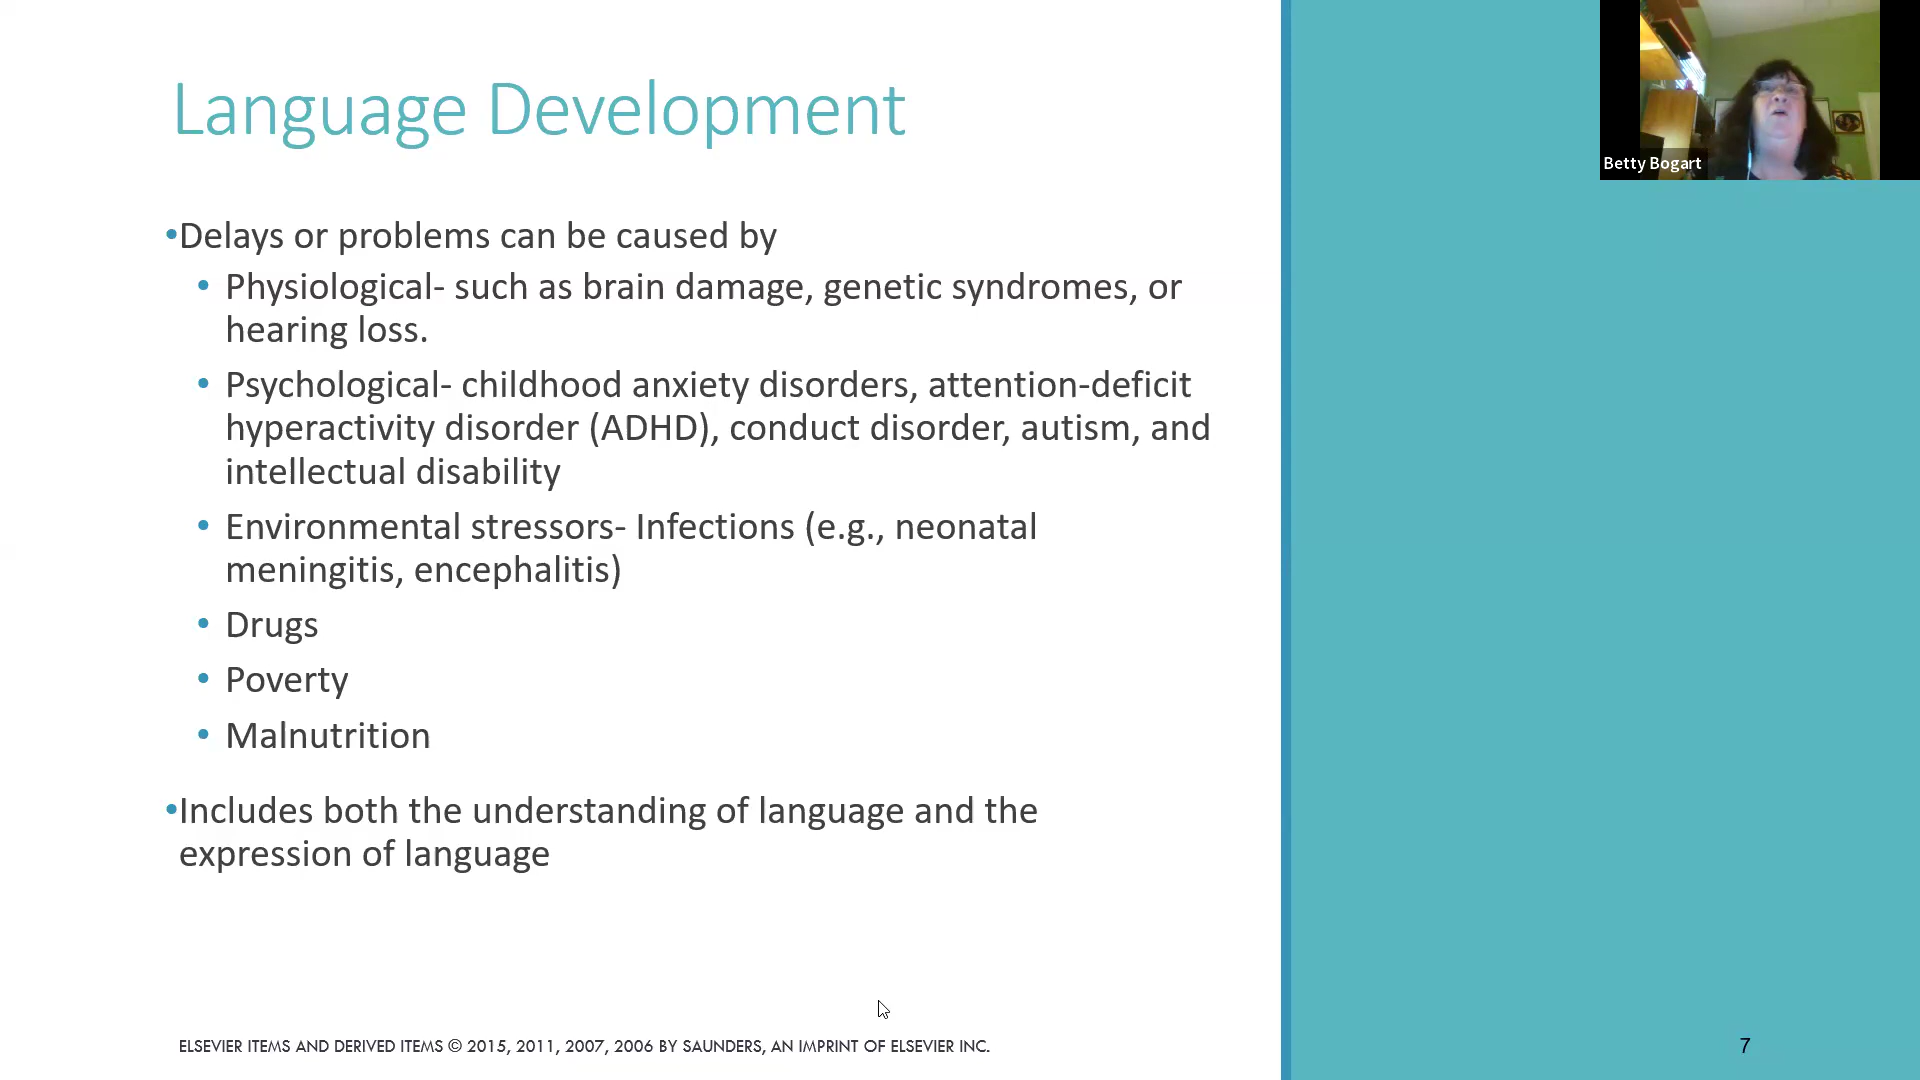 Language Development
Betty Bogart
•Delays or problems can be caused by
• Physiological- such as brain damage, genetic syndromes, or
hearing loss.
• Psychological- childhood anxiety disorders, attention-deficit
hyperactivity disorder (ADHD), conduct disorder, autism, and
intellectual disability
• Environmental stressors- Infections (e.g., neonatal
meningitis, encephalitis)
• Drugs
• Poverty
• Malnutrition
•Includes both the understanding of language and the
expression of language
ELSEVIER ITEMS AND DERIVED ITEMS © 2015, 2011, 2007, 2006 BY SAUNDERS, AN IMPRINT OF ELSEVIER INC.
7